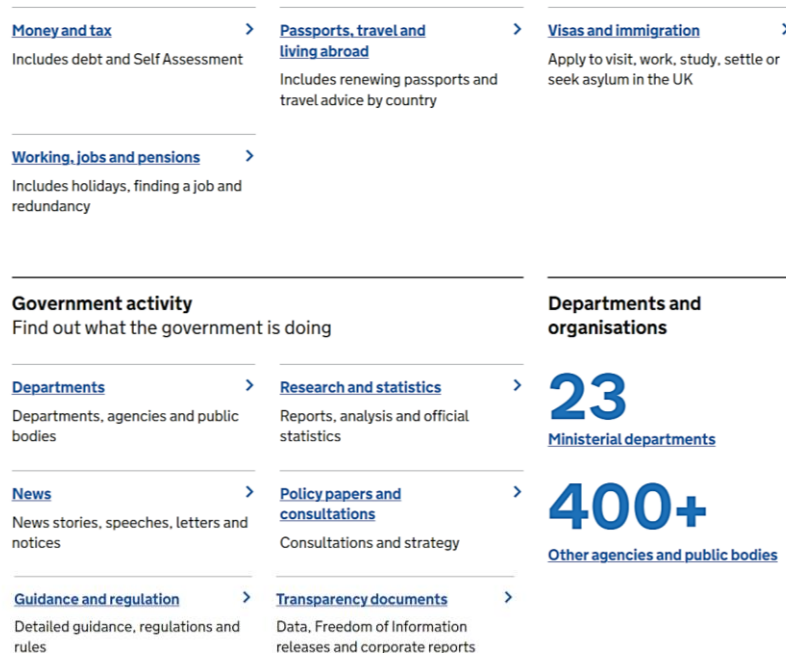 Money and tax
Includes debt and Self Assessment
Passports, travel and
living abroad
Includes renewing passports and
travel advice by country
Visas and immigration
Apply to visit, work, study, settle or
seek asylum in the UK
Working, jobs and pensions
Includes holidays, finding a job and
redundancy
Government activity
Find out what the government is doing
Departments
Departments, agencies and public
bodies
Research and statistics
Reports, analysis and official
statistics
News
News stories, speeches, letters and
notices
Policy papers and
consultations
Consultations and strategy
Guidance and regulation
Detailed guidance, regulations and
rules
Transparency documents
Data, Freedom of Information
releases and corporate reports
Departments and
organisations
23
Ministerial departments
400+
Other agencies and public bodies